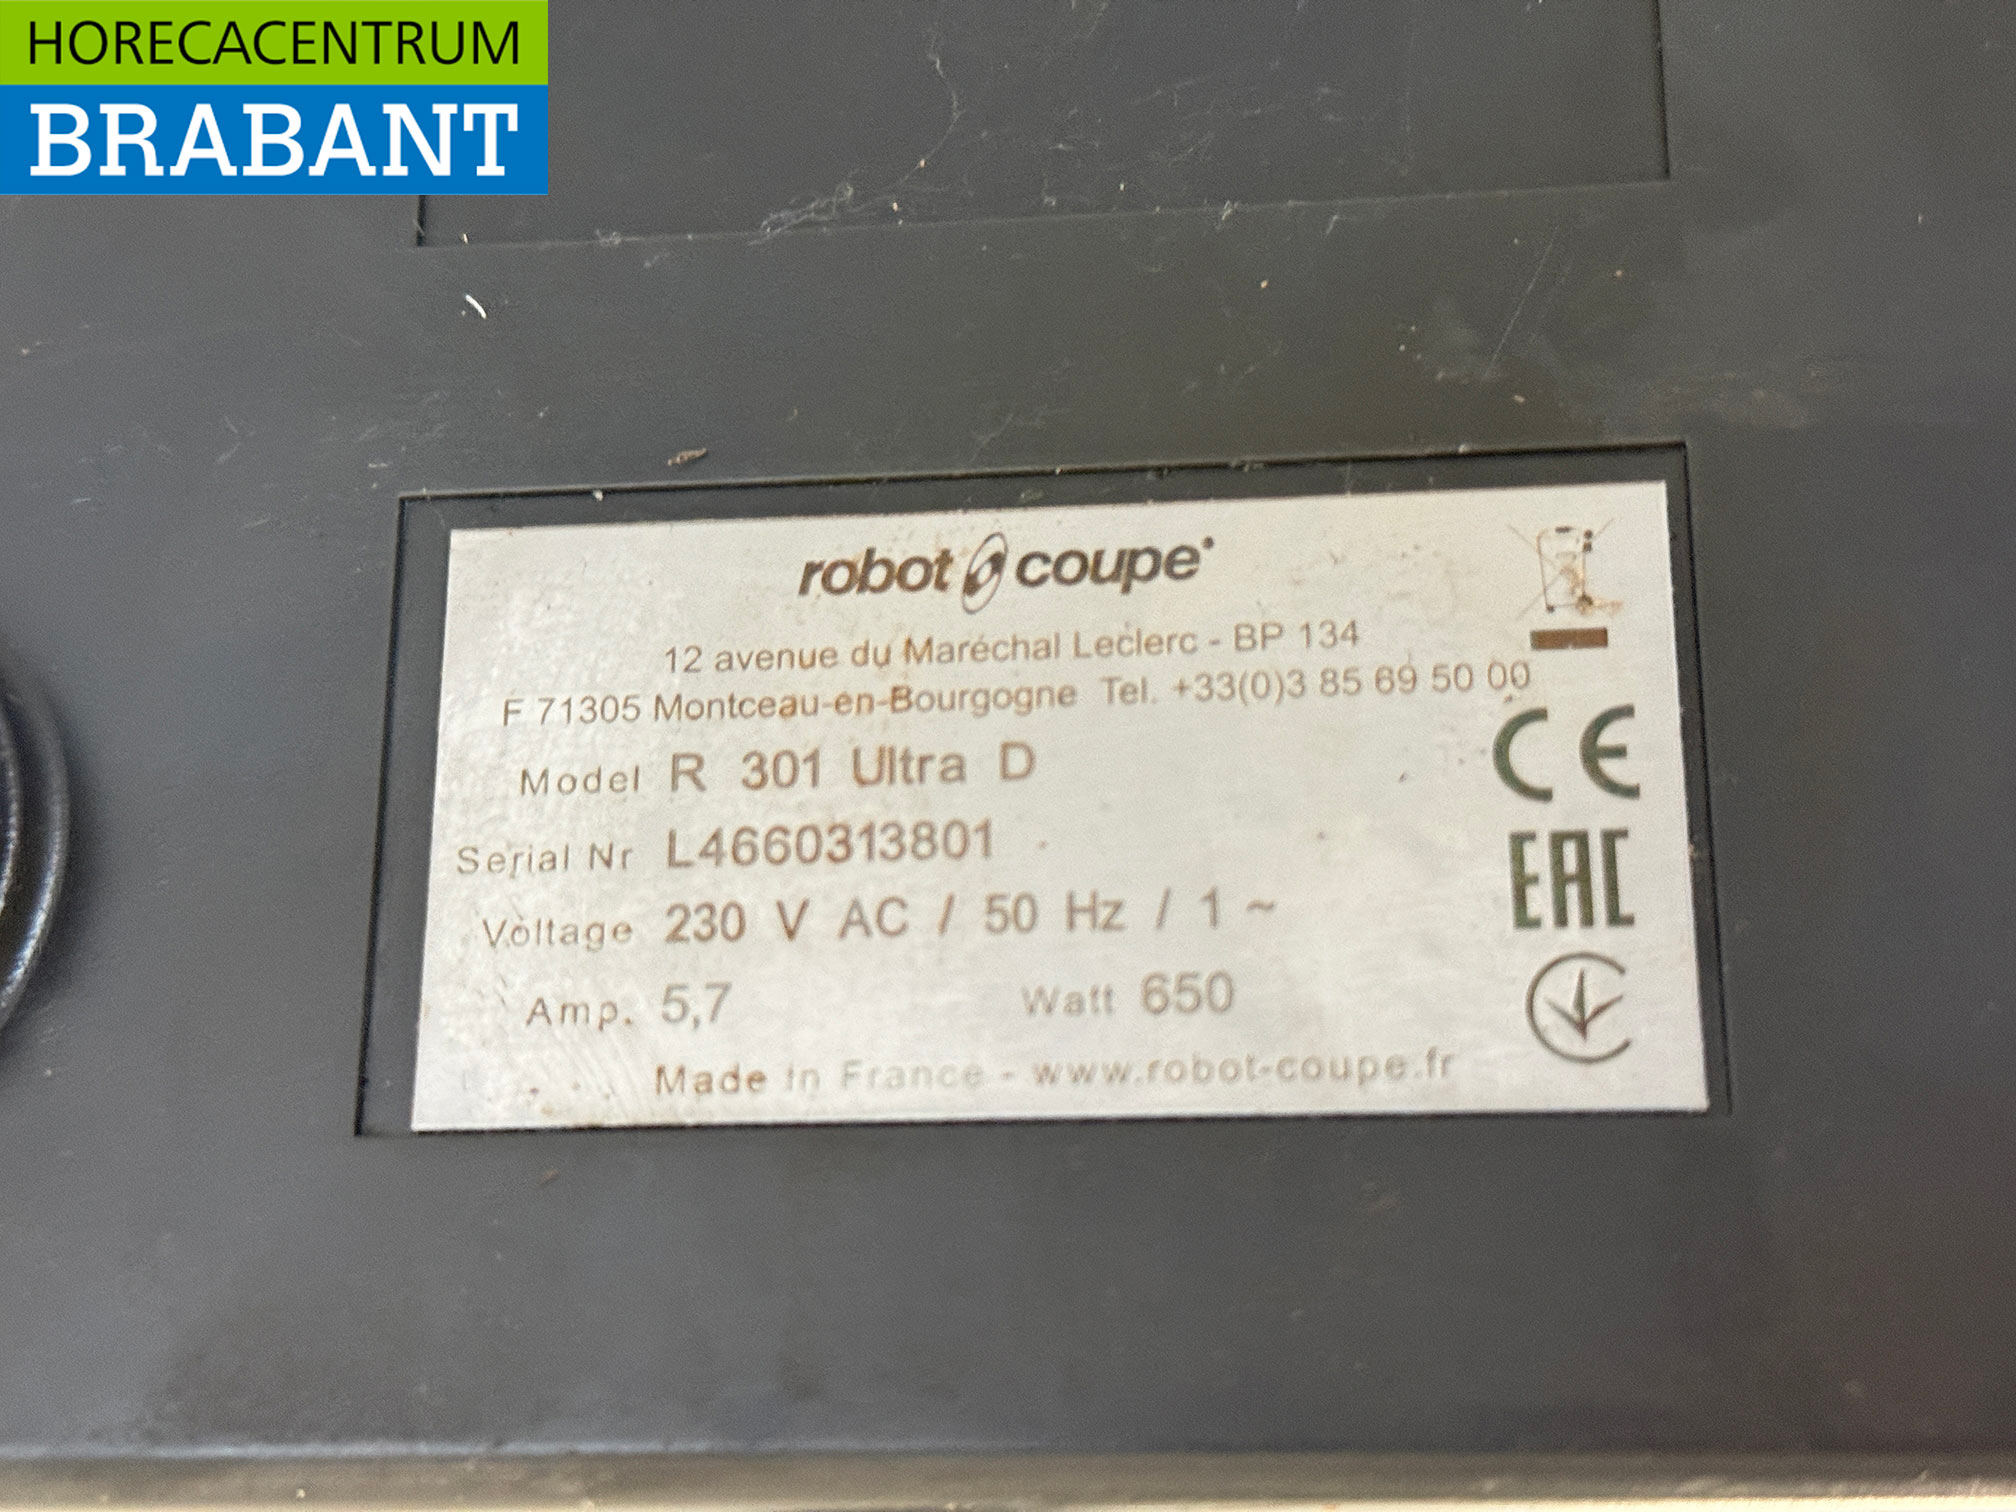 HORECACENTRUM
BRABANT
robot coupe
12 avenue du Maréchal Leclerc - BP 134
F 71305 Montceau-en-Bourgogne Tel. +33(0)3 85 69 50 00
Model R 301 Ultra D
Serial Nr L4660313801
Voltage 230 V AC / 50 Hz / 1 ~
Amp. 5,7 Watt 650
Made in France - www.robot-coupe.fr
CE
EAC